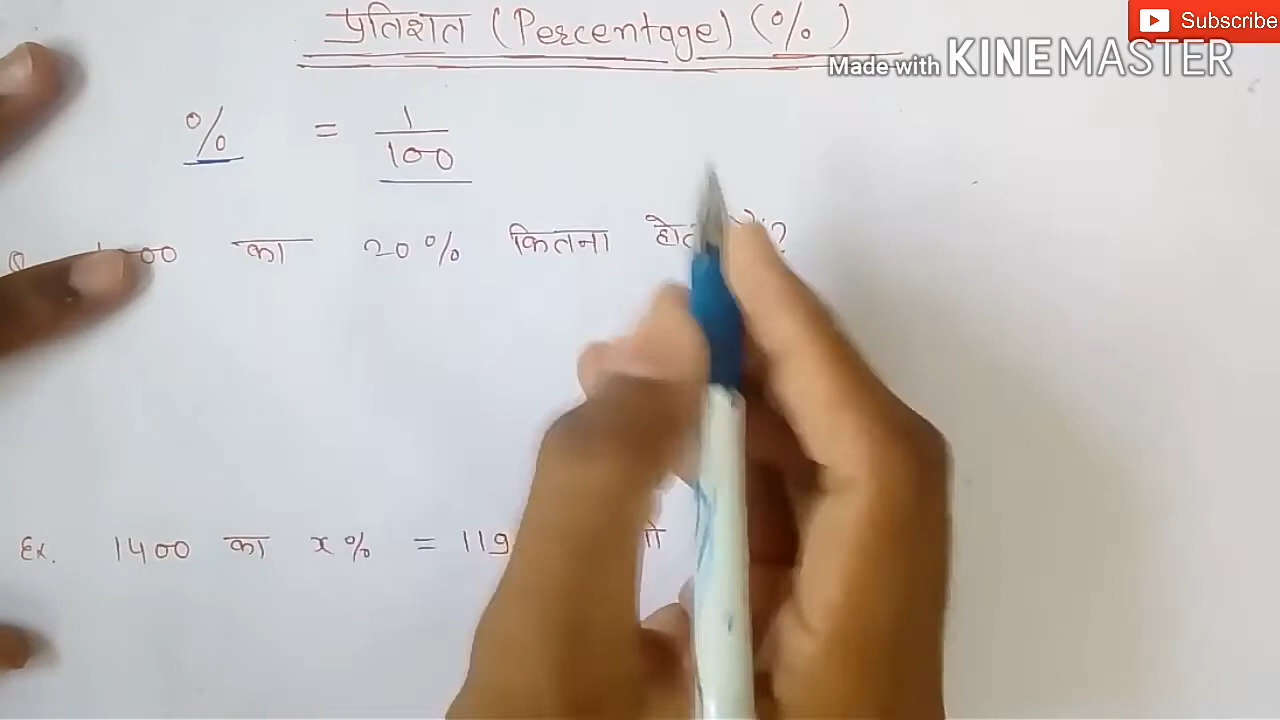 प्रतिशत (Percentage) (%)
Subscribe
Made with KINEMASTER
% = 1/100
का 20% कितना ?
Ex. 1400 का x% = 119